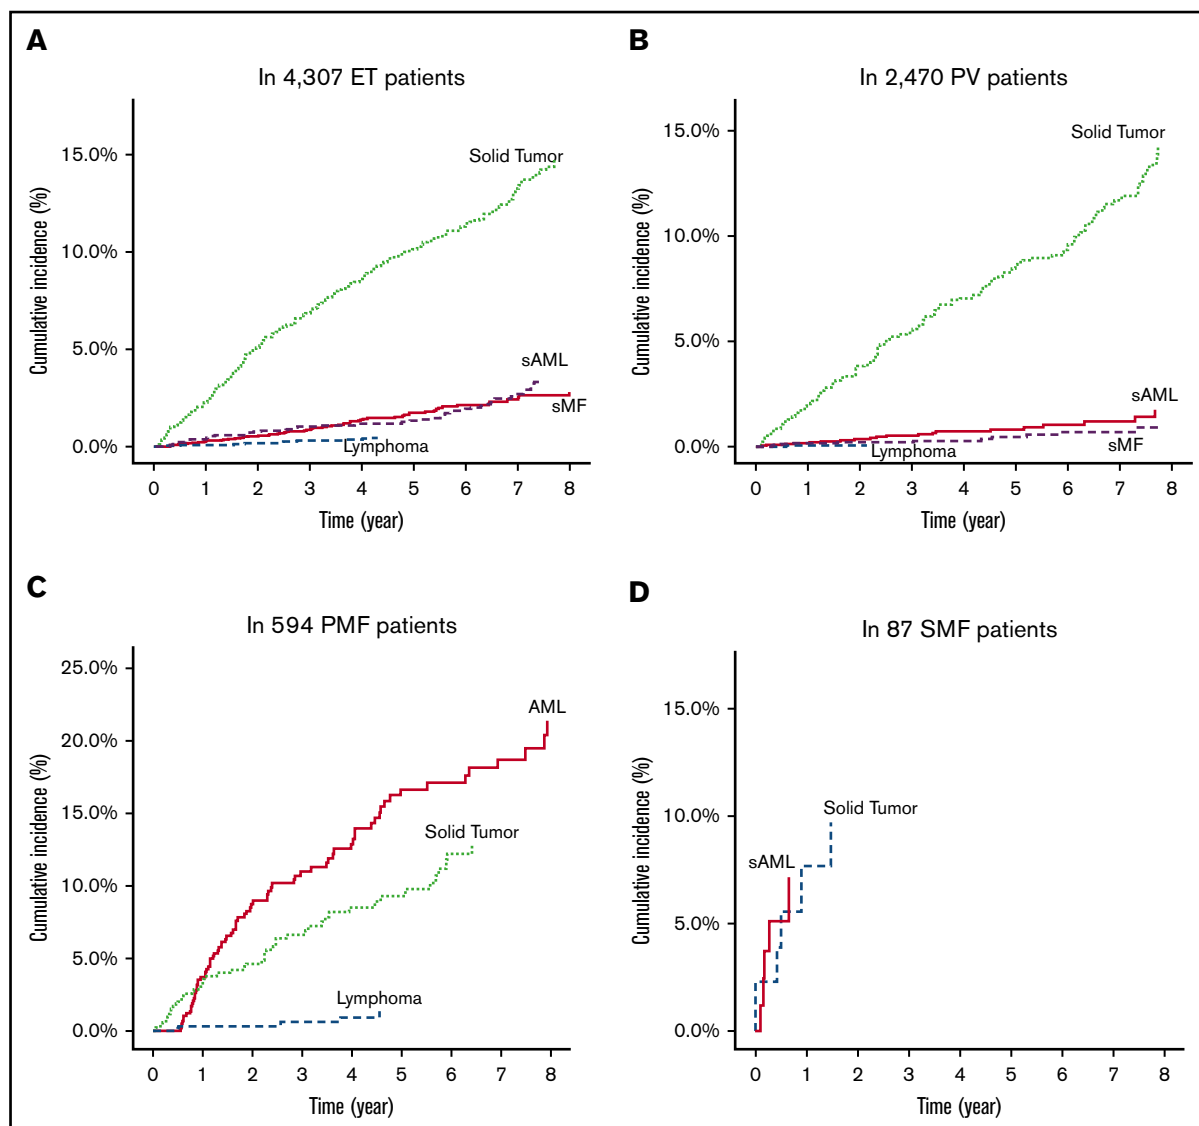 A
In 4,307 ET patients
Cumulative incidence (%)
15.0%
10.0%
5.0%
0.0%
Solid Tumor
sAML
sMF
Lymphoma
0 1 2 3 4 5 6 7 8
Time (year)
B
In 2,470 PV patients
Cumulative incidence (%)
15.0%
10.0%
5.0%
0.0%
Solid Tumor
sAML
sMF
Lymphoma
0 1 2 3 4 5 6 7 8
Time (year)
C
In 594 PMF patients
Cumulative incidence (%)
25.0%
20.0%
15.0%
10.0%
5.0%
0.0%
AML
Solid Tumor
Lymphoma
0 1 2 3 4 5 6 7 8
Time (year)
D
In 87 SMF patients
Cumulative incidence (%)
15.0%
10.0%
5.0%
0.0%
Solid Tumor
sAML
0 1 2 3 4 5 6 7 8
Time (year)